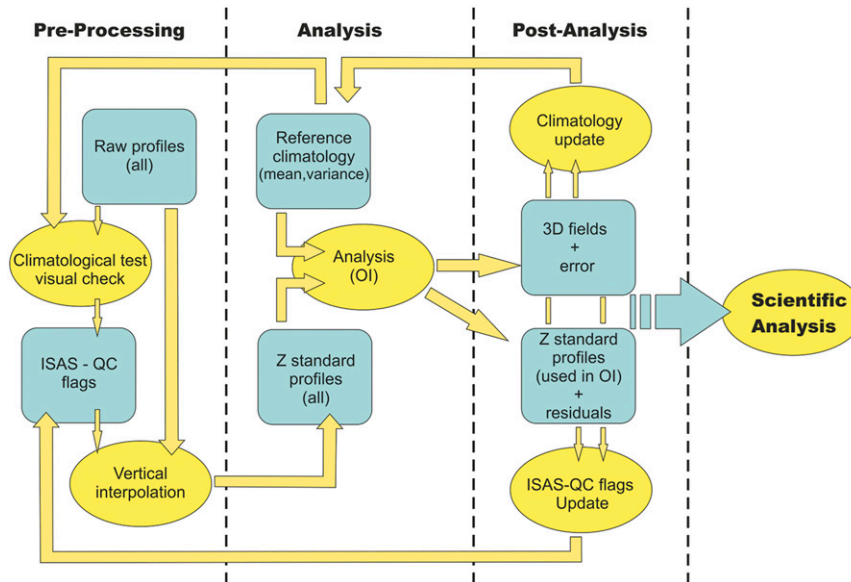 Pre-Processing
Analysis
Post-Analysis
Raw profiles
(all)
Climatological test
visual check
ISAS - QC
flags
Vertical
interpolation
Reference
climatology
(mean,variance)
Analysis
(OI)
Z standard
profiles
(all)
Climatology
update
3D fields
+
error
Z standard
profiles
(used in OI)
+
residuals
ISAS-QC flags
Update
Scientific
Analysis